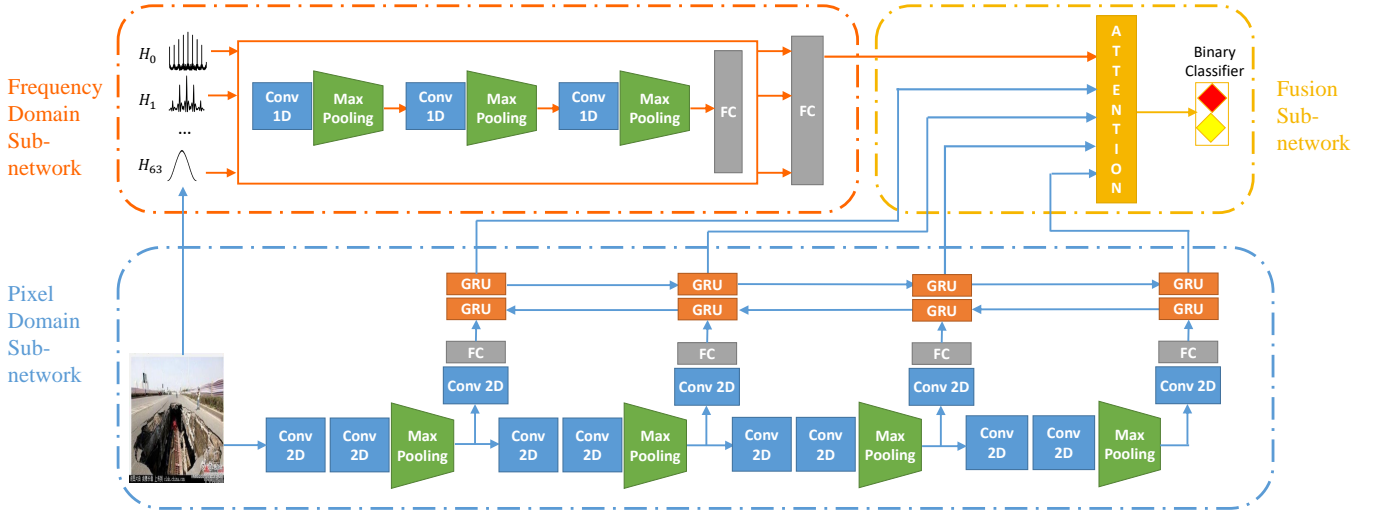 Frequency
Domain
Sub-
network
H0
H1
...
H63
Conv
1D
Max
Pooling
Conv
1D
Max
Pooling
Conv
1D
Max
Pooling
FC
FC
ATTENTION
Binary
Classifier
Fusion
Sub-
network
Pixel
Domain
Sub-
network
GRU
GRU
GRU
GRU
GRU
GRU
GRU
GRU
FC
FC
FC
FC
Conv 2D
Conv 2D
Conv 2D
Conv 2D
Conv
2D
Conv
2D
Max
Pooling
Conv
2D
Conv
2D
Max
Pooling
Conv
2D
Conv
2D
Max
Pooling
Conv
2D
Conv
2D
Max
Pooling